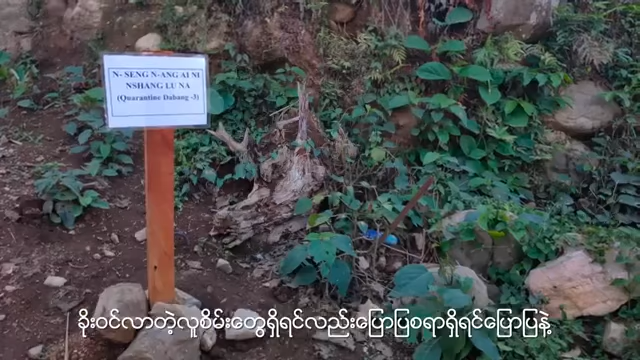 N- SENG N-ANG AI NI
NSHANG LU NA
(Quarantine Dabang -3)
ခိုးဝင်လာတဲ့လူစိမ်းတွေရှိရင်လည်းပြောပြစရာရှိရင်ပြောပြနဲ့